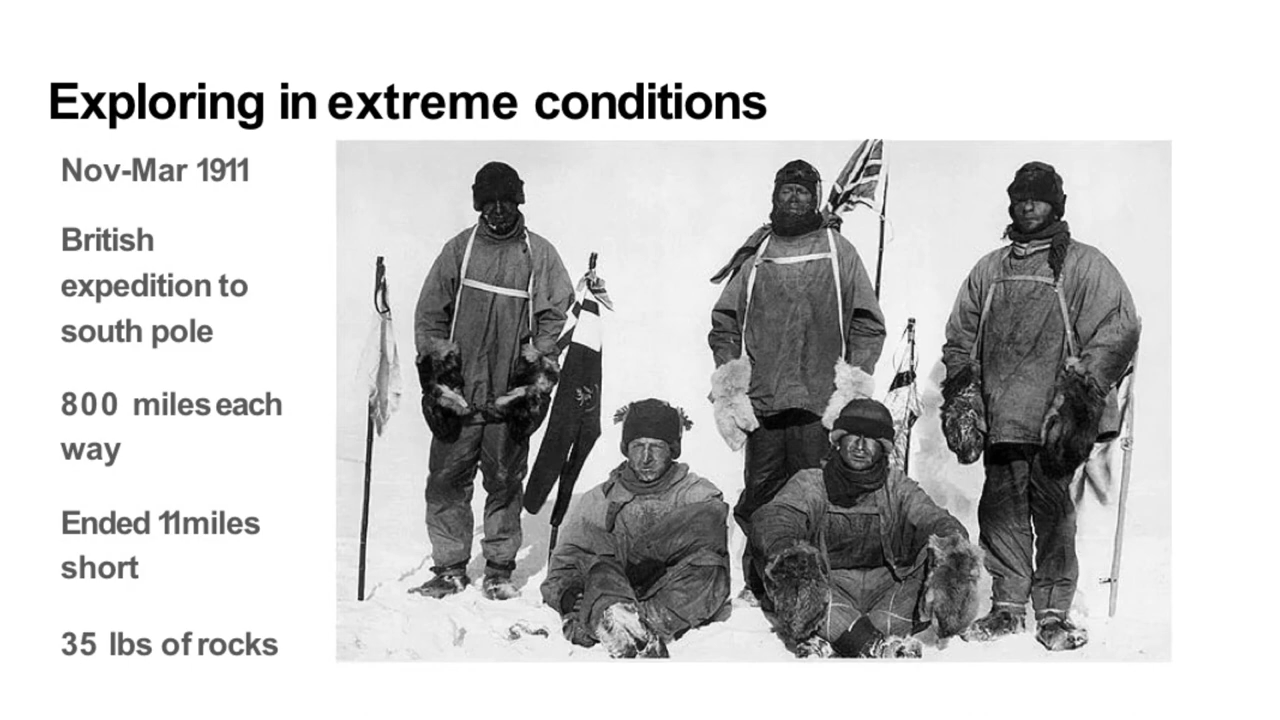 Exploring in extreme conditions
Nov-Mar 1911
British
expedition to
south pole
800 miles each
way
Ended 11miles
short
35 lbs of rocks